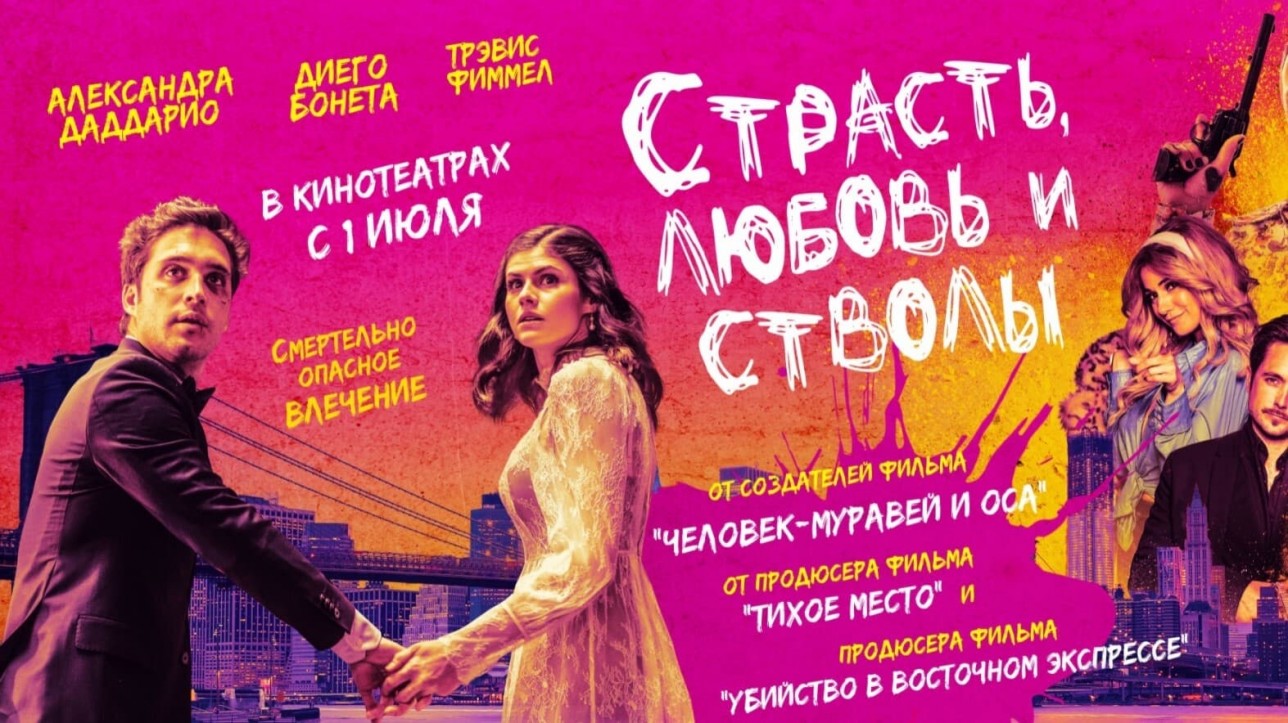 АЛЕКСАНДРА
ДАДДАРИО
ДИЕГО
БОНЕТА
ТРЭВИС
ФИММЕЛ
В КИНОТЕАТРАХ
С 1 ИЮЛЯ
СМЕРТЕЛЬНО
ОПАСНОЕ
ВЛЕЧЕНИЕ
СТРАСТЬ,
ЛЮБОВЬ И
СТВОЛЫ
ОТ СОЗДАТЕЛЕЙ ФИЛЬМА
"ЧЕЛОВЕК-МУРАВЕЙ И ОСА"
ОТ ПРОДЮСЕРА ФИЛЬМА
"ТИХОЕ МЕСТО" И
ПРОДЮСЕРА ФИЛЬМА
"УБИЙСТВО В ВОСТОЧНОМ ЭКСПРЕССЕ"